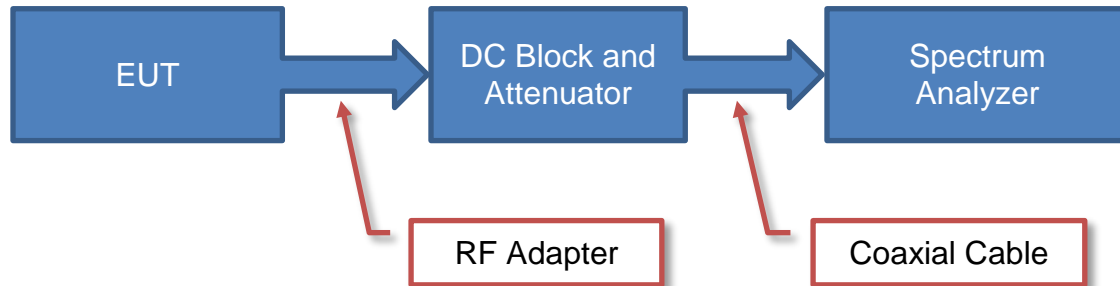 EUT
DC Block and
Attenuator
Spectrum
Analyzer
RF Adapter
Coaxial Cable